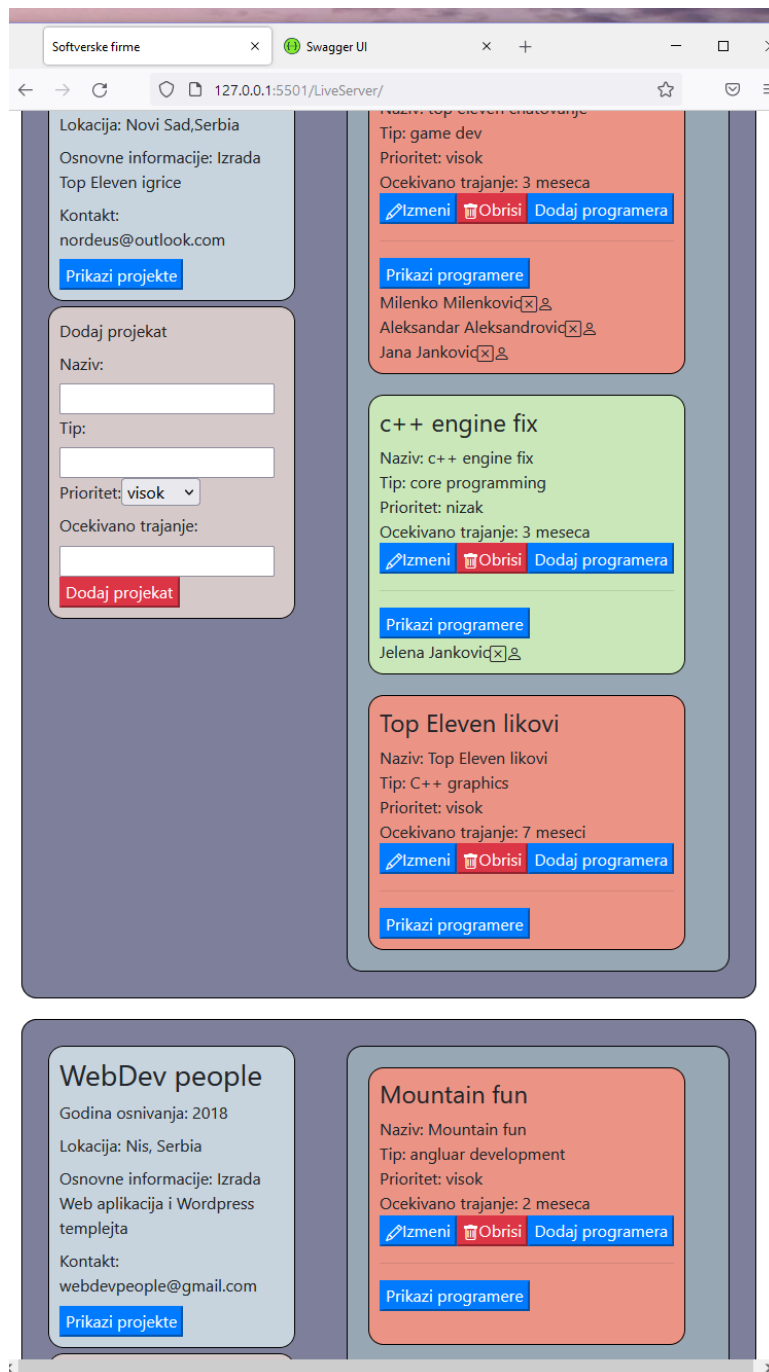 Softverske firme
Swagger UI
127.0.0.1:5501/LiveServer/
Lokacija: Novi Sad,Serbia
Osnovne informacije: Izrada
Top Eleven igrice
Kontakt:
nordeus@outlook.com
Prikazi projekte
Dodaj projekat
Naziv:
Tip:
Prioritet: visok
Ocekivano trajanje:
Dodaj projekat
Naziv: top eleven chatovanje
Tip: game dev
Prioritet: visok
Ocekivano trajanje: 3 meseca
Izmeni Obrisi Dodaj programera
Prikazi programere
Milenko Milenkovic
Aleksandar Aleksandrovic
Jana Jankovic
c++ engine fix
Naziv: c++ engine fix
Tip: core programming
Prioritet: nizak
Ocekivano trajanje: 3 meseca
Izmeni Obrisi Dodaj programera
Prikazi programere
Jelena Jankovic
Top Eleven likovi
Naziv: Top Eleven likovi
Tip: C++ graphics
Prioritet: visok
Ocekivano trajanje: 7 meseci
Izmeni Obrisi Dodaj programera
Prikazi programere
WebDev people
Godina osnivanja: 2018
Lokacija: Nis, Serbia
Osnovne informacije: Izrada
Web aplikacija i Wordpress
templejta
Kontakt:
webdevpeople@gmail.com
Prikazi projekte
Mountain fun
Naziv: Mountain fun
Tip: angluar development
Prioritet: visok
Ocekivano trajanje: 2 meseca
Izmeni Obrisi Dodaj programera
Prikazi programere